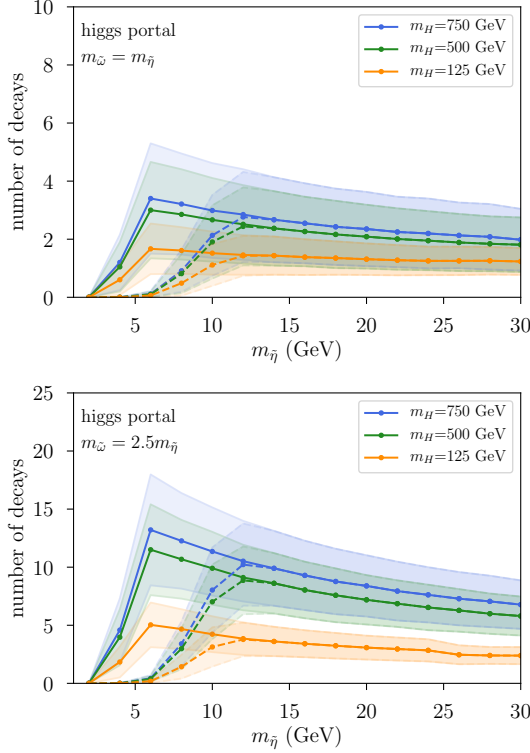 higgs portal
m_ω̃ = m_η̃
m_H=750 GeV
m_H=500 GeV
m_H=125 GeV
number of decays
10
8
6
4
2
0
5 10 15 20 25 30
m_η̃ (GeV)
higgs portal
m_ω̃ = 2.5m_η̃
m_H=750 GeV
m_H=500 GeV
m_H=125 GeV
number of decays
25
20
15
10
5
0
5 10 15 20 25 30
m_η̃ (GeV)